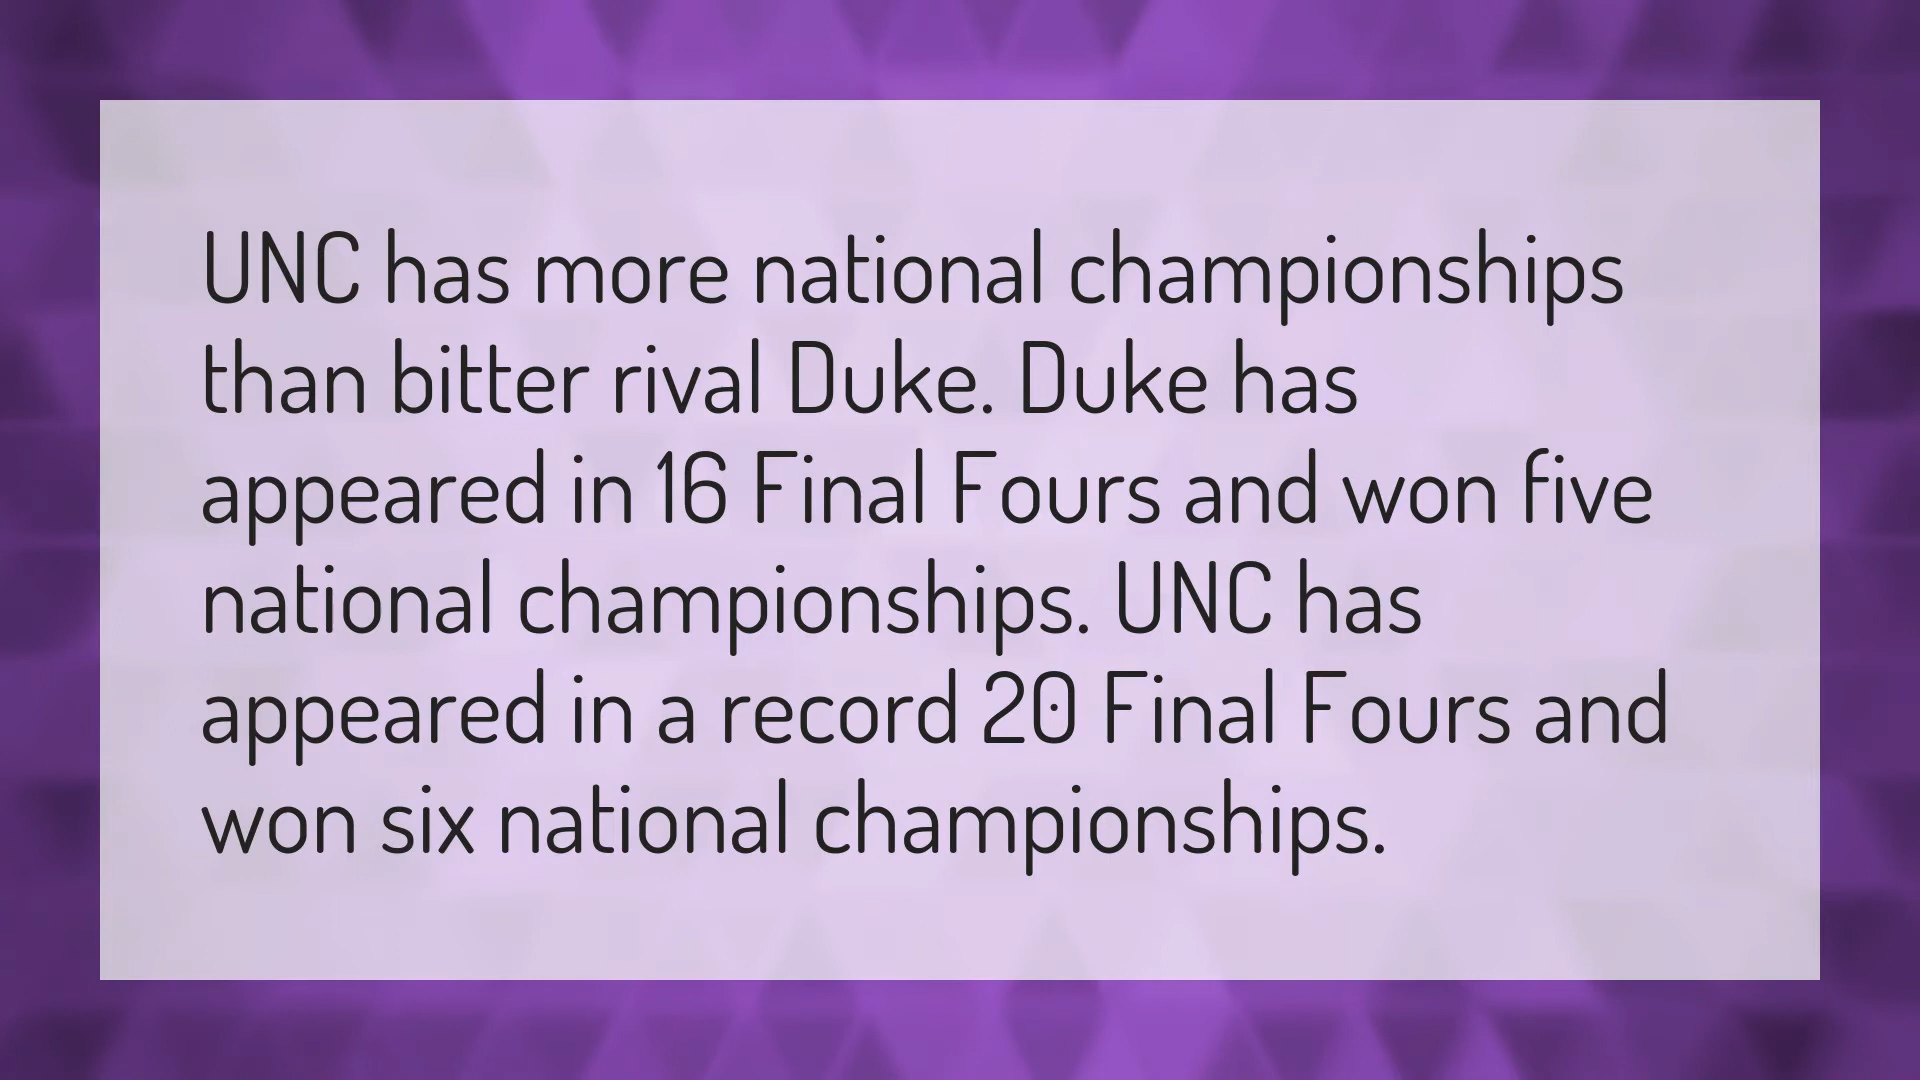 UNC has more national championships
than bitter rival Duke. Duke has
appeared in 16 Final Fours and won five
national championships. UNC has
appeared in a record 20 Final Fours and
won six national championships.